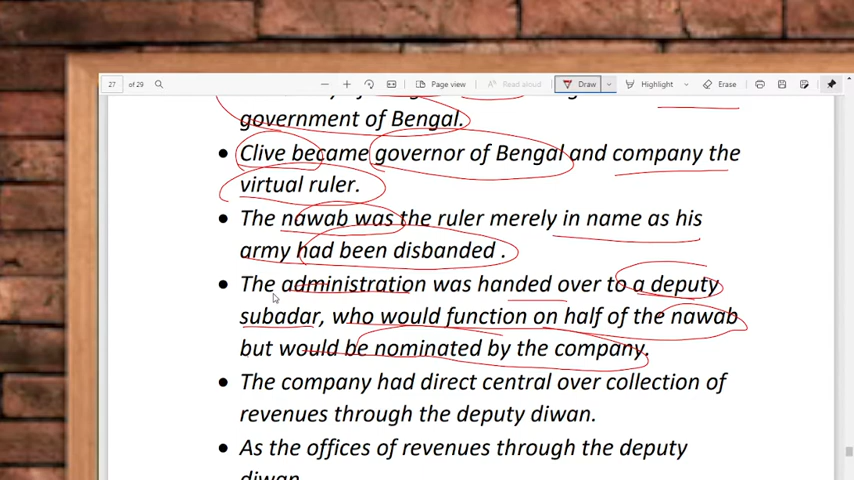 27 of 29 Page view Read aloud Draw Highlight Erase
government of Bengal.
• Clive became governor of Bengal and company the
virtual ruler.
• The nawab was the ruler merely in name as his
army had been disbanded .
• The administration was handed over to a deputy
subadar, who would function on half of the nawab
but would be nominated by the company.
• The company had direct central over collection of
revenues through the deputy diwan.
• As the offices of revenues through the deputy
diwan